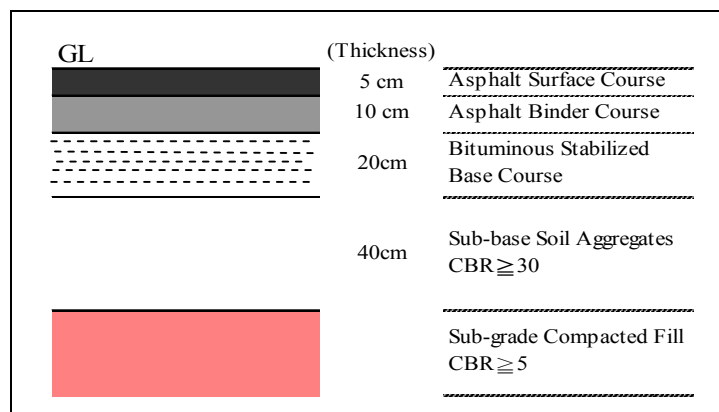 GL
(Thickness)
5 cm
Asphalt Surface Course
10 cm
Asphalt Binder Course
20cm
Bituminous Stabilized
Base Course
40cm
Sub-base Soil Aggregates
CBR≧30
Sub-grade Compacted Fill
CBR≧5